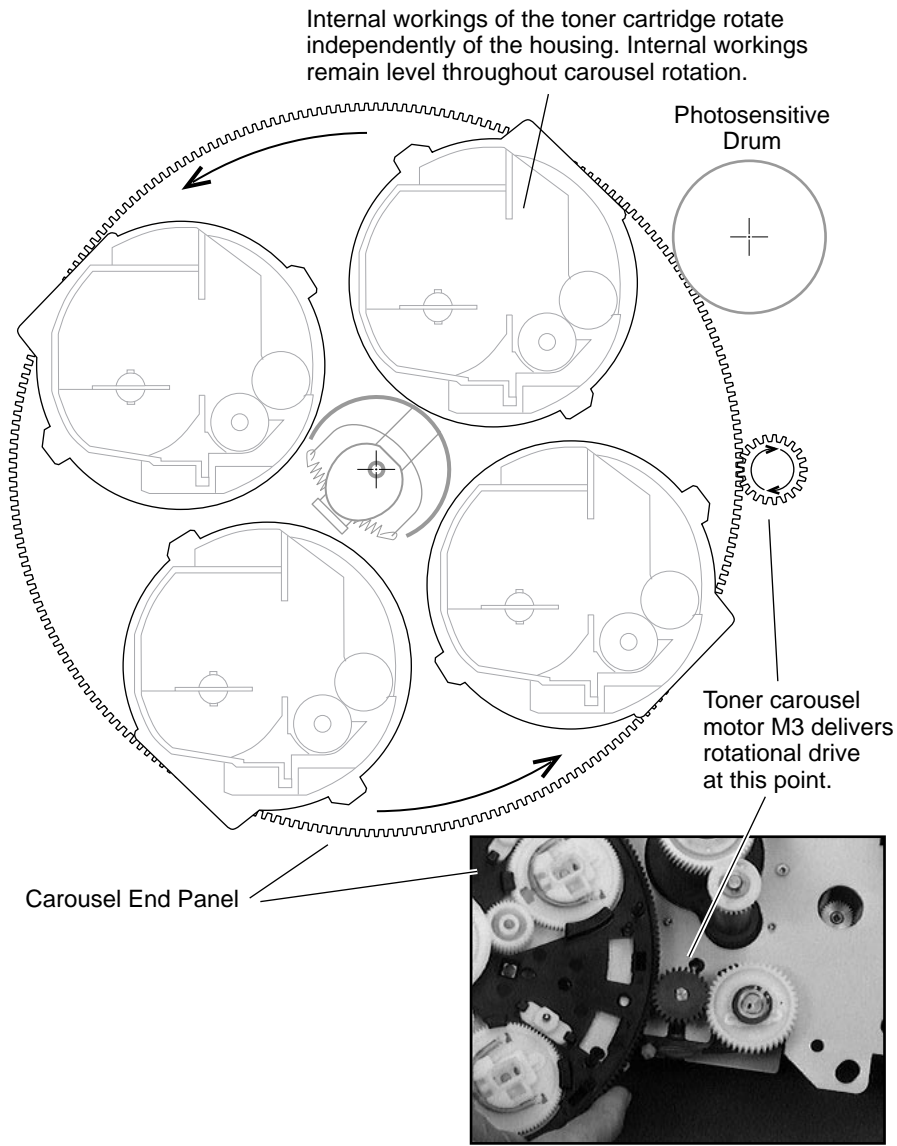 Internal workings of the toner cartridge rotate
independently of the housing. Internal workings
remain level throughout carousel rotation.
Photosensitive
Drum
Toner carousel
motor M3 delivers
rotational drive
at this point.
Carousel End Panel